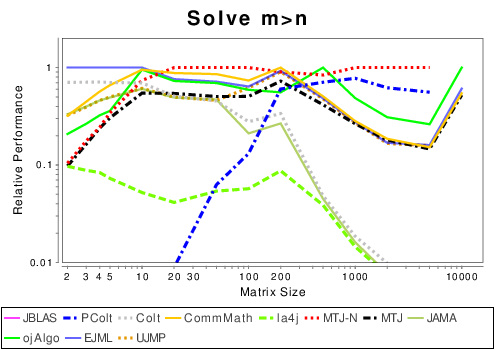 Solve m>n
Relative Performance
1
0.1
0.01
2 3 4 5 10 20 30 100 200 1000 2000 10000
Matrix Size
JBLAS PColt Colt CommMath la4j MTJ-N MTJ JAMA
ojAlgo EJML UJMP